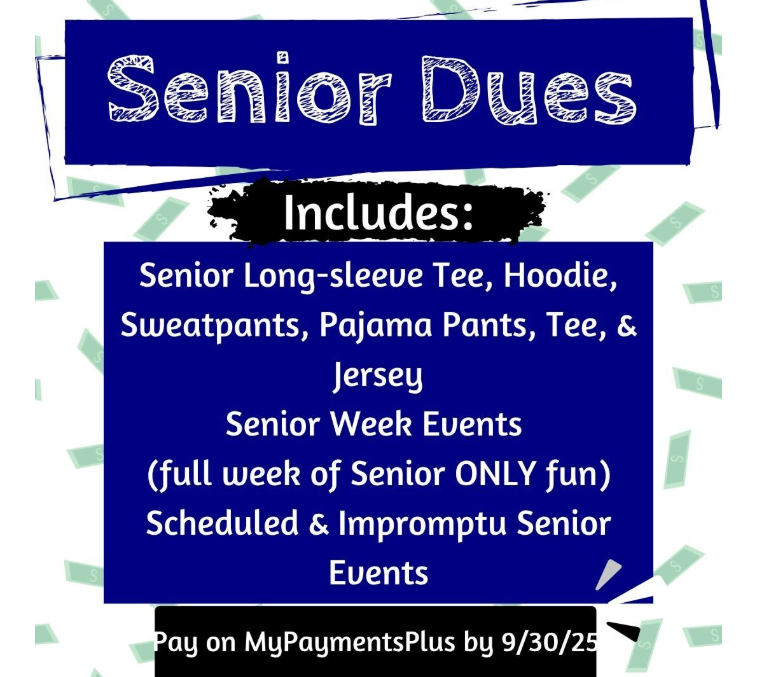 Senior Dues
Includes:
Senior Long-sleeve Tee, Hoodie,
Sweatpants, Pajama Pants, Tee, &
Jersey
Senior Week Events
(full week of Senior ONLY fun)
Scheduled & Impromptu Senior
Events
Pay on MyPaymentsPlus by 9/30/25